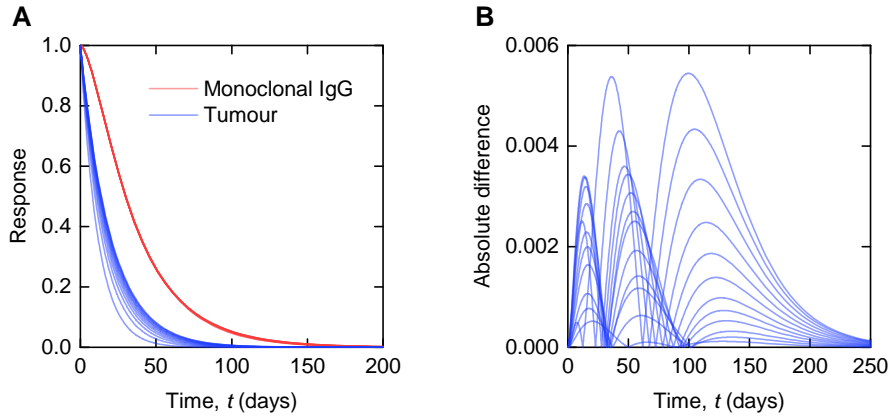 A
Response
1.0
0.8
0.6
0.4
0.2
0.0
Monoclonal IgG
Tumour
0 50 100 150 200
Time, t (days)
B
Absolute difference
0.006
0.004
0.002
0.000
0 50 100 150 200 250
Time, t (days)